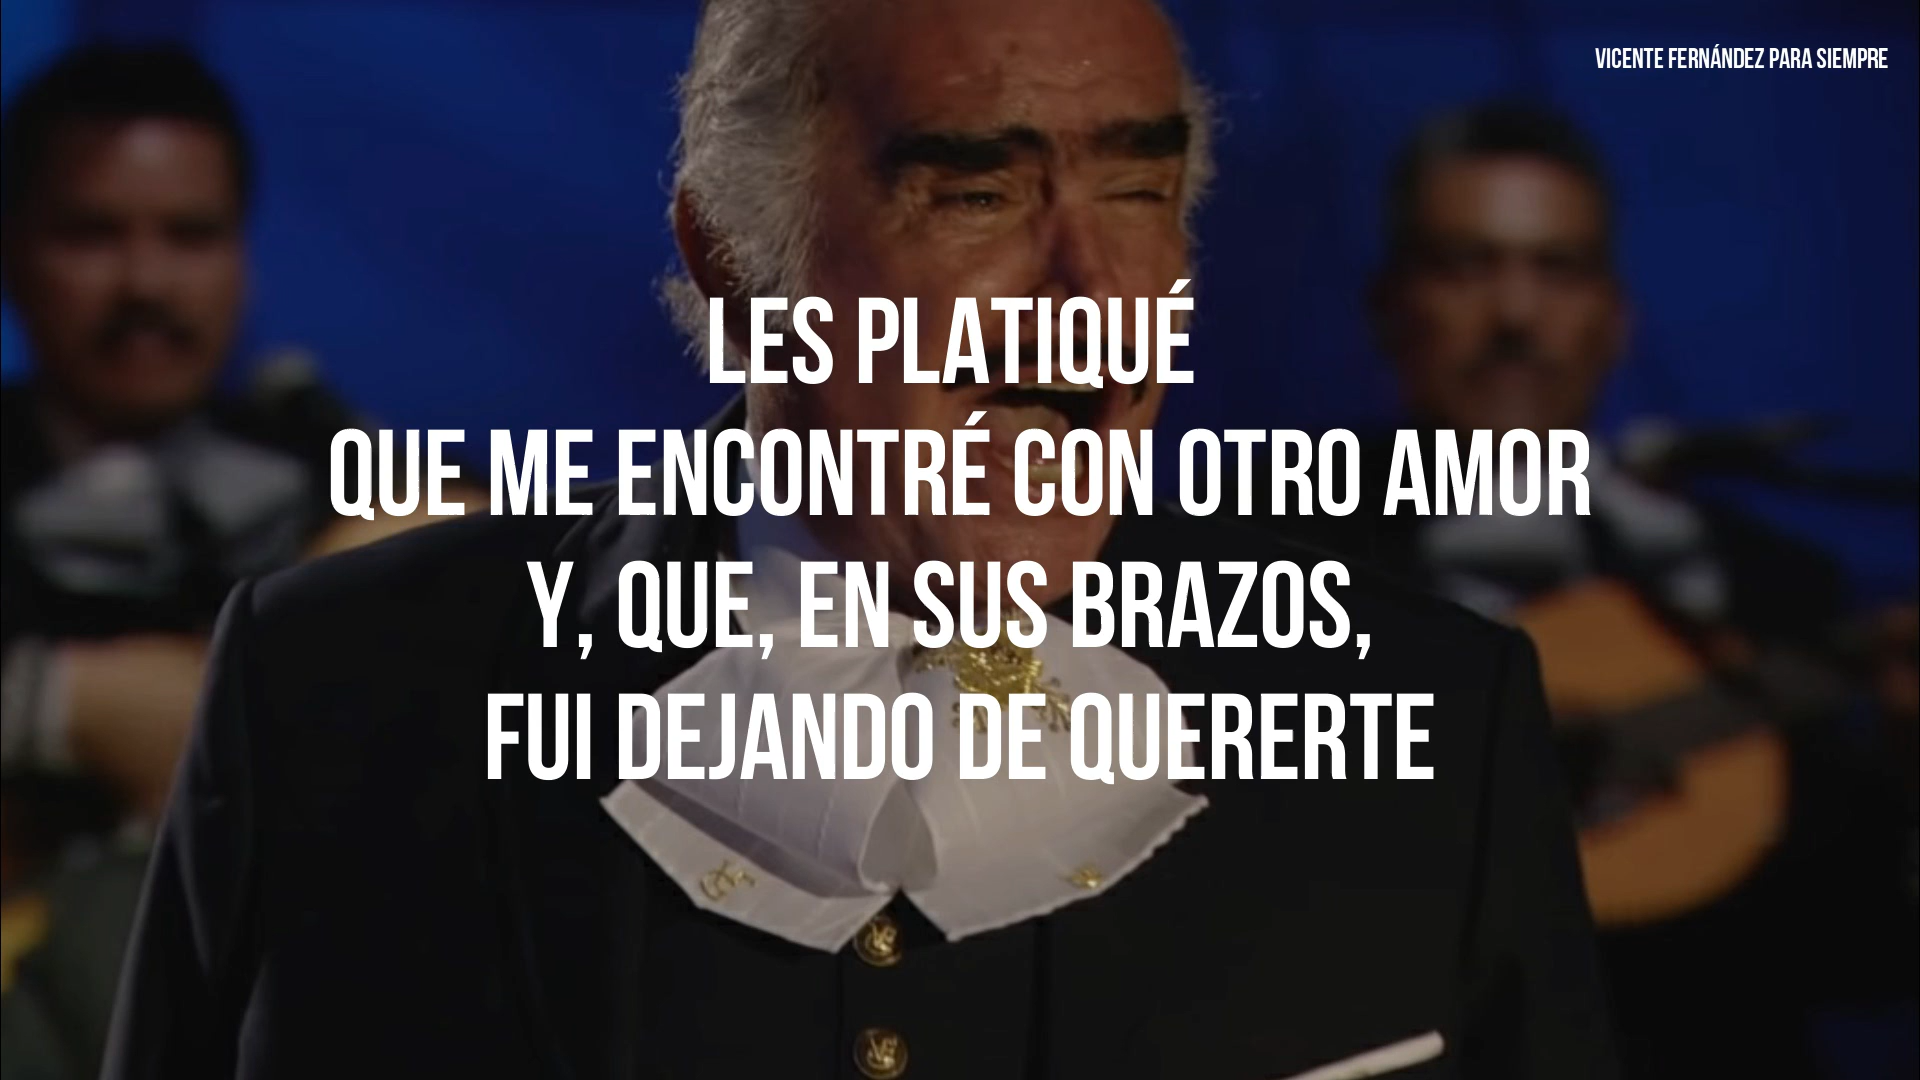 VICENTE FERNÁNDEZ PARA SIEMPRE
LES PLATIQUÉ
QUE ME ENCONTRÉ CON OTRO AMOR
Y, QUE, EN SUS BRAZOS,
FUI DEJANDO DE QUERERTE